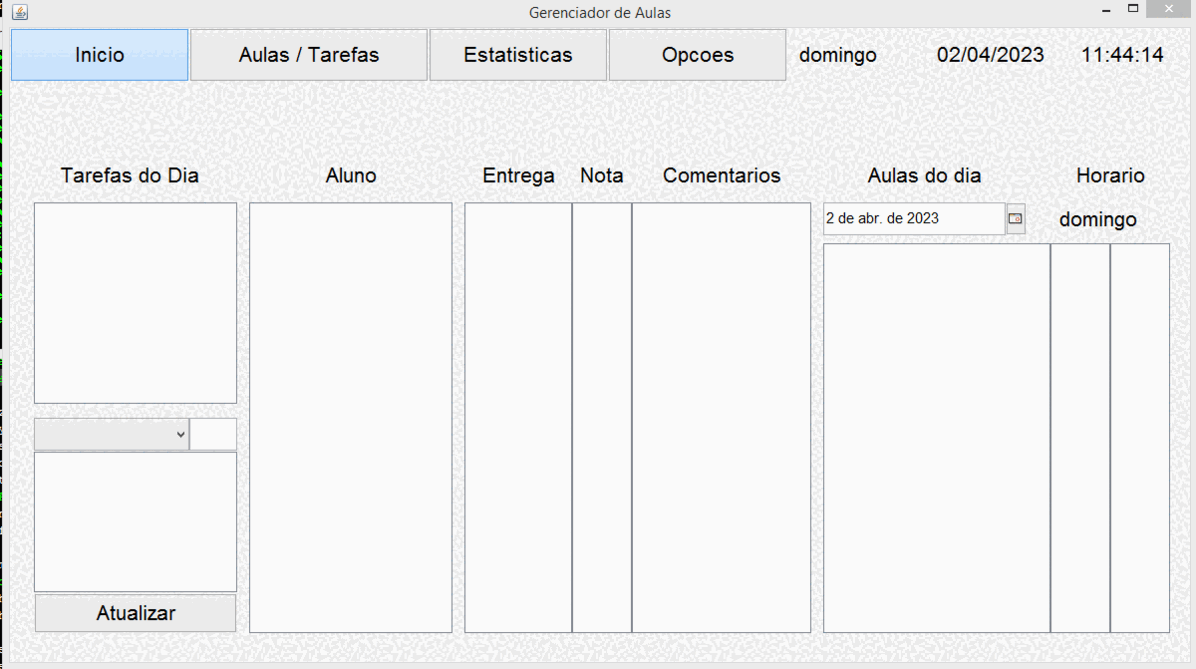 Gerenciador de Aulas
Inicio Aulas / Tarefas Estatisticas Opcoes domingo 02/04/2023 11:44:14
Tarefas do Dia Aluno Entrega Nota Comentarios Aulas do dia Horario
2 de abr. de 2023 domingo
Atualizar